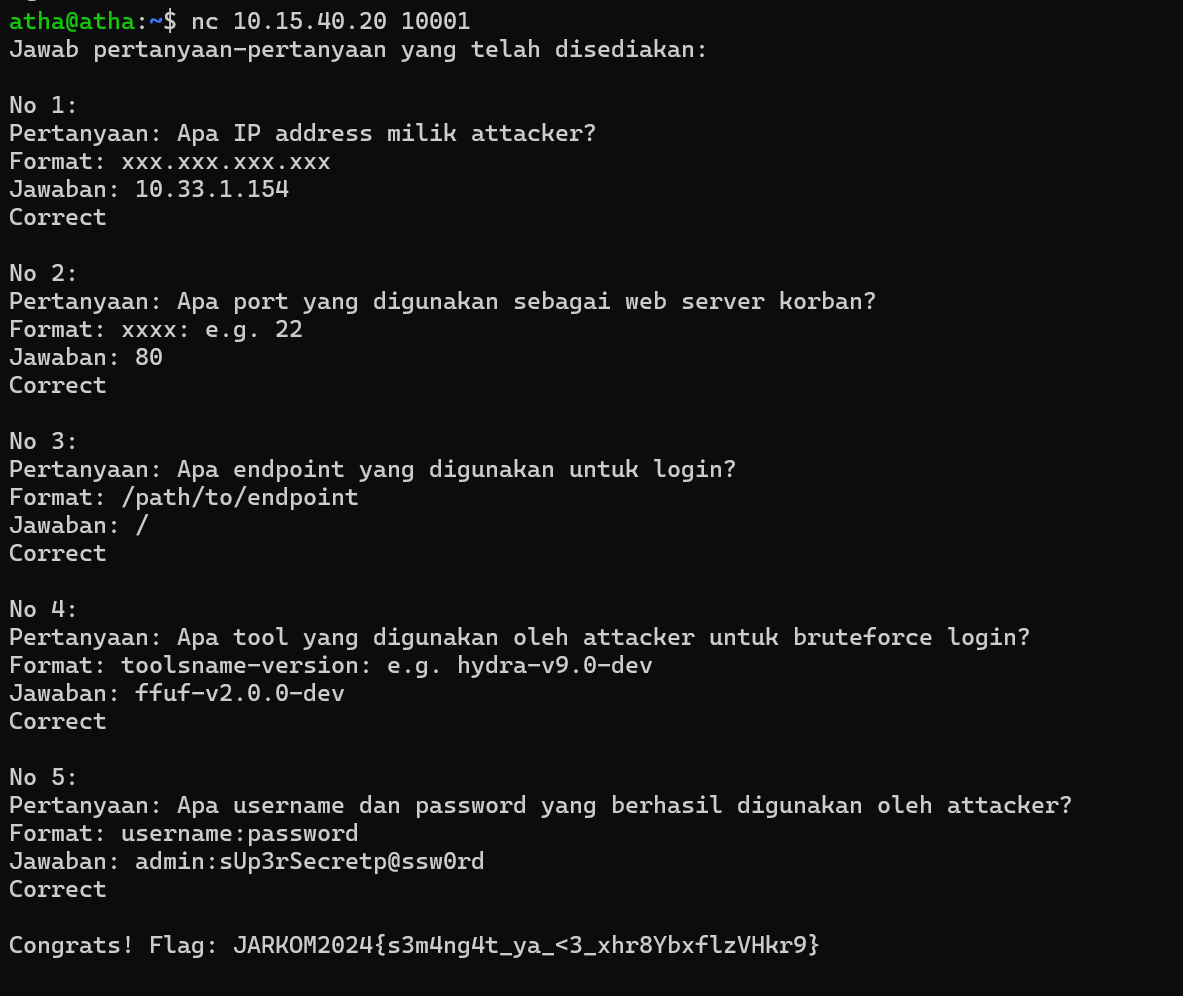 atha@atha:~$ nc 10.15.40.20 10001
Jawab pertanyaan-pertanyaan yang telah disediakan:
No 1:
Pertanyaan: Apa IP address milik attacker?
Format: xxx.xxx.xxx.xxx
Jawaban: 10.33.1.154
Correct
No 2:
Pertanyaan: Apa port yang digunakan sebagai web server korban?
Format: xxxx: e.g. 22
Jawaban: 80
Correct
No 3:
Pertanyaan: Apa endpoint yang digunakan untuk login?
Format: /path/to/endpoint
Jawaban: /
Correct
No 4:
Pertanyaan: Apa tool yang digunakan oleh attacker untuk bruteforce login?
Format: toolsname-version: e.g. hydra-v9.0-dev
Jawaban: ffuf-v2.0.0-dev
Correct
No 5:
Pertanyaan: Apa username dan password yang berhasil digunakan oleh attacker?
Format: username:password
Jawaban: admin:sUp3rSecretp@ssw0rd
Correct
Congrats! Flag: JARKOM2024{s3m4ng4t_ya_<3_xhr8YbxflzVHkr9}